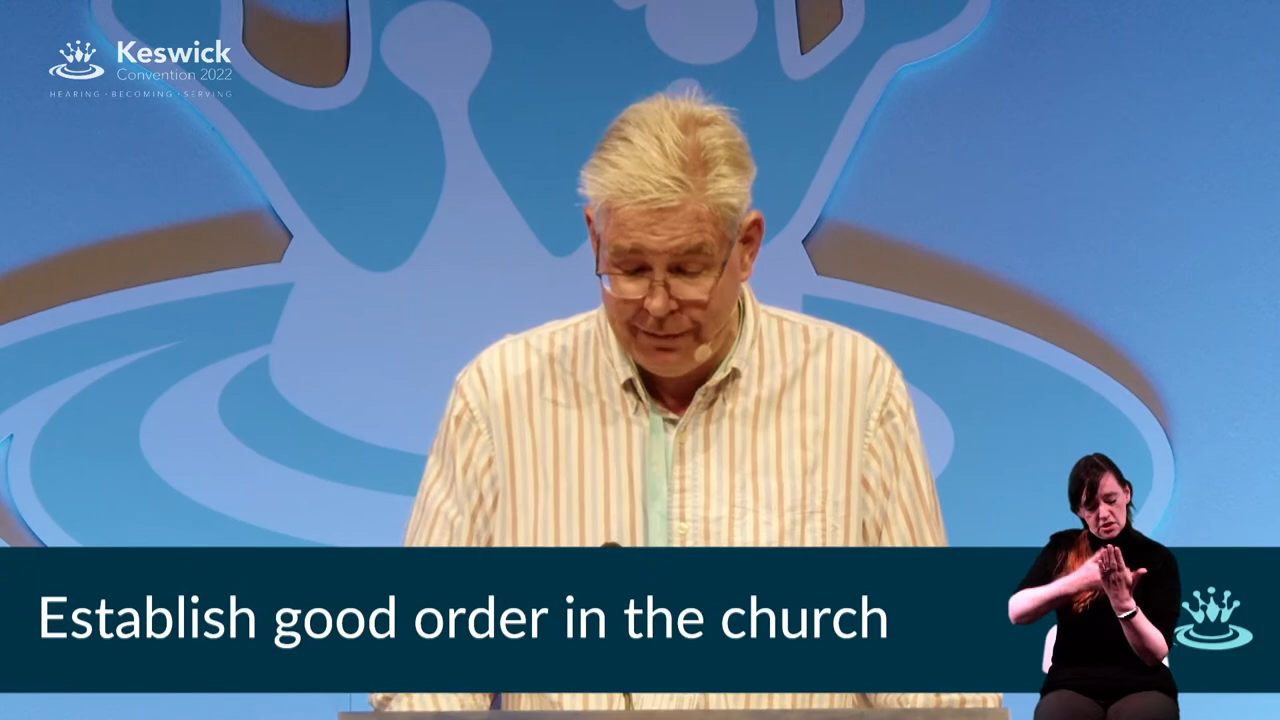 Keswick
Convention 2022
HEARING · BECOMING · SERVING
Establish good order in the church